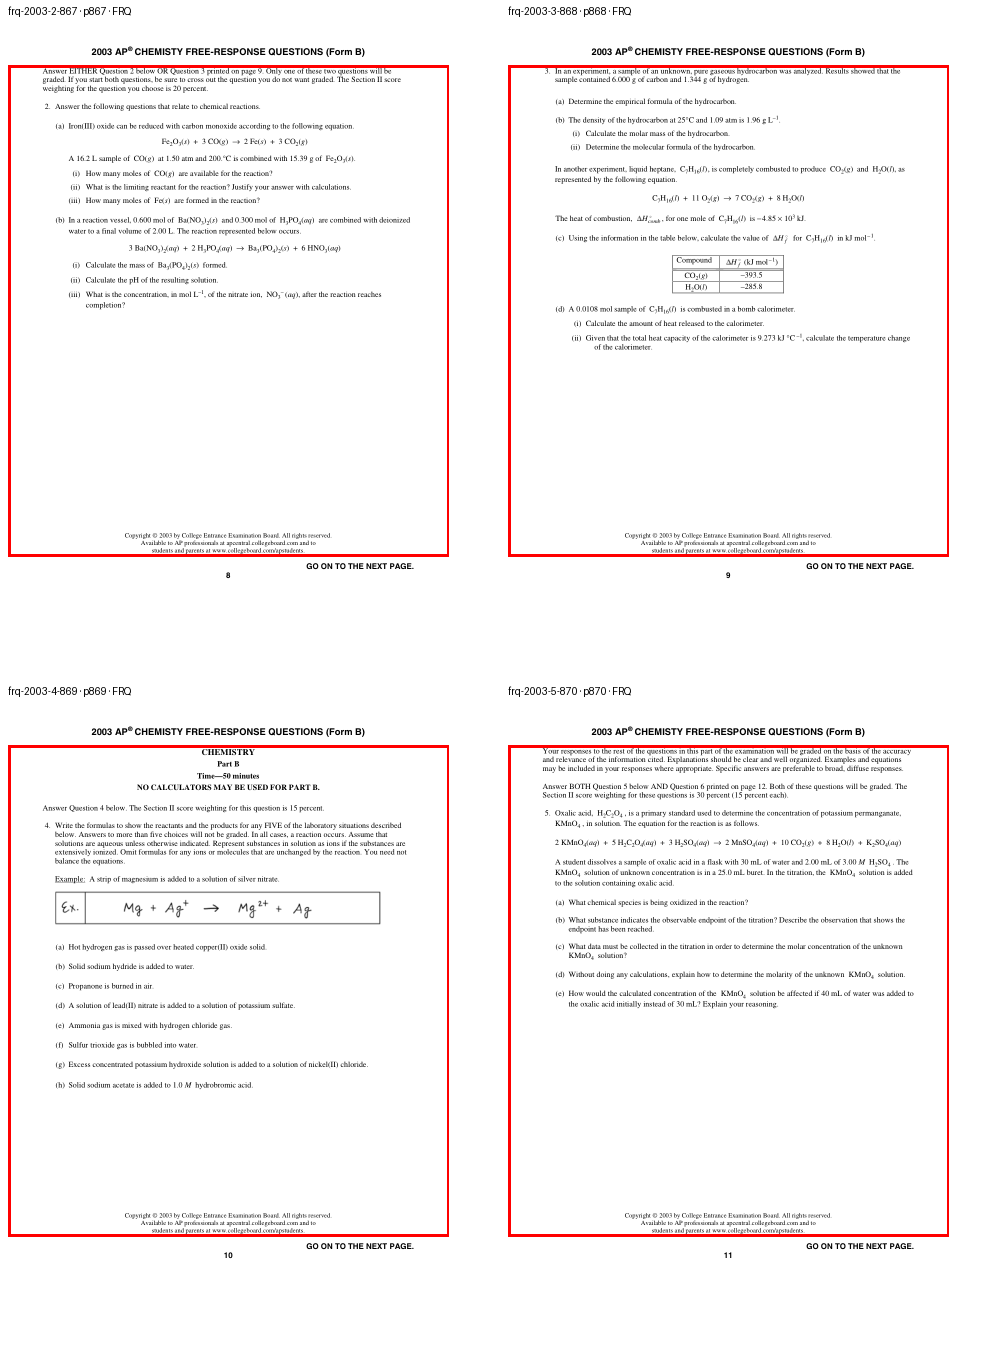 frq-2003-2-867 · p867 · FRQ
2003 AP® CHEMISTY FREE-RESPONSE QUESTIONS (Form B)
Answer EITHER Question 2 below OR Question 3 printed on page 9. Only one of these two questions will be
graded. If you start both questions, be sure to cross out the question you do not want graded. The Section II score
weighting for the question you choose is 20 percent.
2. Answer the following questions that relate to chemical reactions.
(a) Iron(III) oxide can be reduced with carbon monoxide according to the following equation.
Fe₂O₃(s) + 3 CO(g) → 2 Fe(s) + 3 CO₂(g)
A 16.2 L sample of CO(g) at 1.50 atm and 200.°C is combined with 15.39 g of Fe₂O₃(s).
(i) How many moles of CO(g) are available for the reaction?
(ii) What is the limiting reactant for the reaction? Justify your answer with calculations.
(iii) How many moles of Fe(s) are formed in the reaction?
(b) In a reaction vessel, 0.600 mol of Ba(NO₃)₂(s) and 0.300 mol of H₃PO₄(aq) are combined with deionized
water to a final volume of 2.00 L. The reaction represented below occurs.
3 Ba(NO₃)₂(aq) + 2 H₃PO₄(aq) → Ba₃(PO₄)₂(s) + 6 HNO₃(aq)
(i) Calculate the mass of Ba₃(PO₄)₂(s) formed.
(ii) Calculate the pH of the resulting solution.
(iii) What is the concentration, in mol L⁻¹, of the nitrate ion, NO₃⁻(aq), after the reaction reaches
completion?
Copyright © 2003 by College Entrance Examination Board. All rights reserved.
Available to AP professionals at apcentral.collegeboard.com and to
students and parents at www.collegeboard.com/apstudents.
GO ON TO THE NEXT PAGE.
8
frq-2003-3-868 · p868 · FRQ
2003 AP® CHEMISTY FREE-RESPONSE QUESTIONS (Form B)
3. In an experiment, a sample of an unknown, pure gaseous hydrocarbon was analyzed. Results showed that the
sample contained 6.000 g of carbon and 1.344 g of hydrogen.
(a) Determine the empirical formula of the hydrocarbon.
(b) The density of the hydrocarbon at 25°C and 1.09 atm is 1.96 g L⁻¹.
(i) Calculate the molar mass of the hydrocarbon.
(ii) Determine the molecular formula of the hydrocarbon.
In another experiment, liquid heptane, C₇H₁₆(l), is completely combusted to produce CO₂(g) and H₂O(l), as
represented by the following equation.
C₇H₁₆(l) + 11 O₂(g) → 7 CO₂(g) + 8 H₂O(l)
The heat of combustion, ΔH°comb, for one mole of C₇H₁₆(l) is −4.85 × 10³ kJ.
(c) Using the information in the table below, calculate the value of ΔH°f for C₇H₁₆(l) in kJ mol⁻¹.
Compound ΔH°f (kJ mol⁻¹)
CO₂(g) −393.5
H₂O(l) −285.8
(d) A 0.0108 mol sample of C₇H₁₆(l) is combusted in a bomb calorimeter.
(i) Calculate the amount of heat released to the calorimeter.
(ii) Given that the total heat capacity of the calorimeter is 9.273 kJ °C⁻¹, calculate the temperature change
of the calorimeter.
Copyright © 2003 by College Entrance Examination Board. All rights reserved.
Available to AP professionals at apcentral.collegeboard.com and to
students and parents at www.collegeboard.com/apstudents.
GO ON TO THE NEXT PAGE.
9
frq-2003-4-869 · p869 · FRQ
2003 AP® CHEMISTY FREE-RESPONSE QUESTIONS (Form B)
CHEMISTRY
Part B
Time—50 minutes
NO CALCULATORS MAY BE USED FOR PART B.
Answer Question 4 below. The Section II score weighting for this question is 15 percent.
4. Write the formulas to show the reactants and the products for any FIVE of the laboratory situations described
below. Answers to more than five choices will not be graded. In all cases, a reaction occurs. Assume that
solutions are aqueous unless otherwise indicated. Represent substances in solution as ions if the substances are
extensively ionized. Omit formulas for any ions or molecules that are unchanged by the reaction. You need not
balance the equations.
Example: A strip of magnesium is added to a solution of silver nitrate.
Ex. Mg + Ag⁺ → Mg²⁺ + Ag
(a) Hot hydrogen gas is passed over heated copper(II) oxide solid.
(b) Solid sodium hydride is added to water.
(c) Propanone is burned in air.
(d) A solution of lead(II) nitrate is added to a solution of potassium sulfate.
(e) Ammonia gas is mixed with hydrogen chloride gas.
(f) Sulfur trioxide gas is bubbled into water.
(g) Excess concentrated potassium hydroxide solution is added to a solution of nickel(II) chloride.
(h) Solid sodium acetate is added to 1.0 M hydrobromic acid.
Copyright © 2003 by College Entrance Examination Board. All rights reserved.
Available to AP professionals at apcentral.collegeboard.com and to
students and parents at www.collegeboard.com/apstudents.
GO ON TO THE NEXT PAGE.
10
frq-2003-5-870 · p870 · FRQ
2003 AP® CHEMISTY FREE-RESPONSE QUESTIONS (Form B)
Your responses to the rest of the questions in this part of the examination will be graded on the basis of the accuracy
and relevance of the information cited. Explanations should be clear and well organized. Examples and equations
may be included in your responses where appropriate. Specific answers are preferable to broad, diffuse responses.
Answer BOTH Question 5 below AND Question 6 printed on page 12. Both of these questions will be graded. The
Section II score weighting for these questions is 30 percent (15 percent each).
5. Oxalic acid, H₂C₂O₄, is a primary standard used to determine the concentration of potassium permanganate,
KMnO₄, in solution. The equation for the reaction is as follows.
2 KMnO₄(aq) + 5 H₂C₂O₄(aq) + 3 H₂SO₄(aq) → 2 MnSO₄(aq) + 10 CO₂(g) + 8 H₂O(l) + K₂SO₄(aq)
A student dissolves a sample of oxalic acid in a flask with 30 mL of water and 2.00 mL of 3.00 M H₂SO₄. The
KMnO₄ solution of unknown concentration is in a 25.0 mL buret. In the titration, the KMnO₄ solution is added
to the solution containing oxalic acid.
(a) What chemical species is being oxidized in the reaction?
(b) What substance indicates the observable endpoint of the titration? Describe the observation that shows the
endpoint has been reached.
(c) What data must be collected in the titration in order to determine the molar concentration of the unknown
KMnO₄ solution?
(d) Without doing any calculations, explain how to determine the molarity of the unknown KMnO₄ solution.
(e) How would the calculated concentration of the KMnO₄ solution be affected if 40 mL of water was added to
the oxalic acid initially instead of 30 mL? Explain your reasoning.
Copyright © 2003 by College Entrance Examination Board. All rights reserved.
Available to AP professionals at apcentral.collegeboard.com and to
students and parents at www.collegeboard.com/apstudents.
GO ON TO THE NEXT PAGE.
11